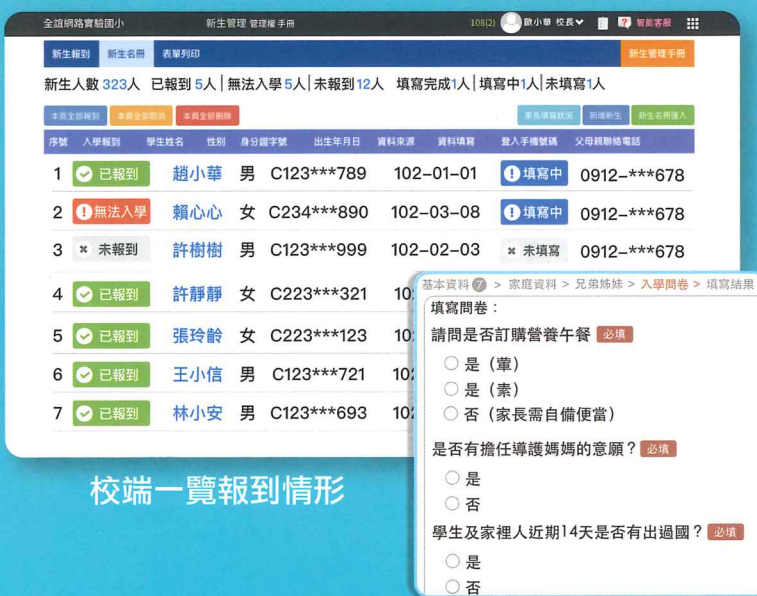 全誼網路實驗國小 新生管理 管理權 手冊 108(2) 歐小華 校長 智能客服
新生報到 新生名冊 表單列印 新生管理手冊
新生人數 323人 已報到 5人 | 無法入學 5人 | 未報到 12人 填寫完成1人 | 填寫中1人 | 未填寫1人
本頁全部報到 本頁全部取消 本頁全部刪除 家長填寫狀況 新增新生 新生名冊匯入
序號 入學報到 學生姓名 性別 身分證字號 出生年月日 資料來源 資料填寫 登入手機號碼 父母親聯絡電話
1 已報到 趙小華 男 C123***789 102-01-01 填寫中 0912-***678
2 無法入學 賴心心 女 C234***890 102-03-08 填寫中 0912-***678
3 未報到 許樹樹 男 C123***999 102-02-03 未填寫 0912-***678
4 已報到 許靜靜 女 C223***321 10
5 已報到 張玲齡 女 C223***123 10
6 已報到 王小信 男 C123***721 102
7 已報到 林小安 男 C123***693 102
校端一覽報到情形
基本資料 7 > 家庭資料 > 兄弟姊妹 > 入學問卷 > 填寫結果
填寫問卷：
請問是否訂購營養午餐 必填
是（葷）
是（素）
否（家長需自備便當）
是否有擔任導護媽媽的意願？ 必填
是
否
學生及家裡人近期14天是否有出過國？ 必填
是
否